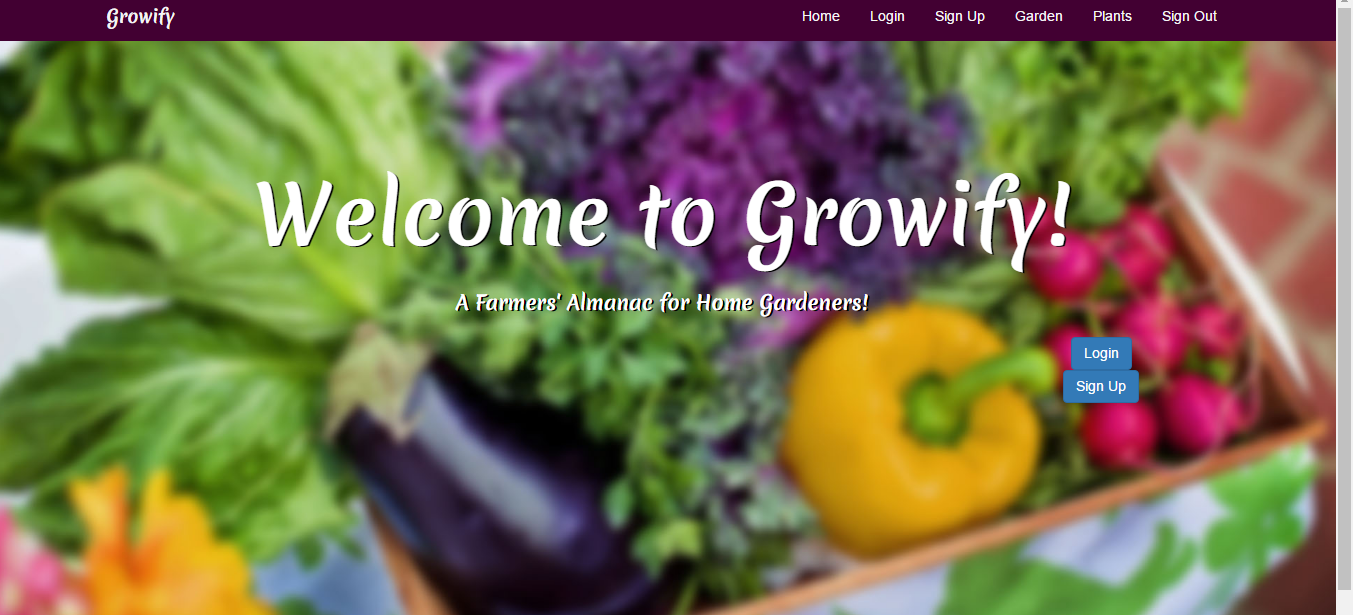 Growify
Home Login Sign Up Garden Plants Sign Out
Welcome to Growify!
A Farmers' Almanac for Home Gardeners!
Login
Sign Up